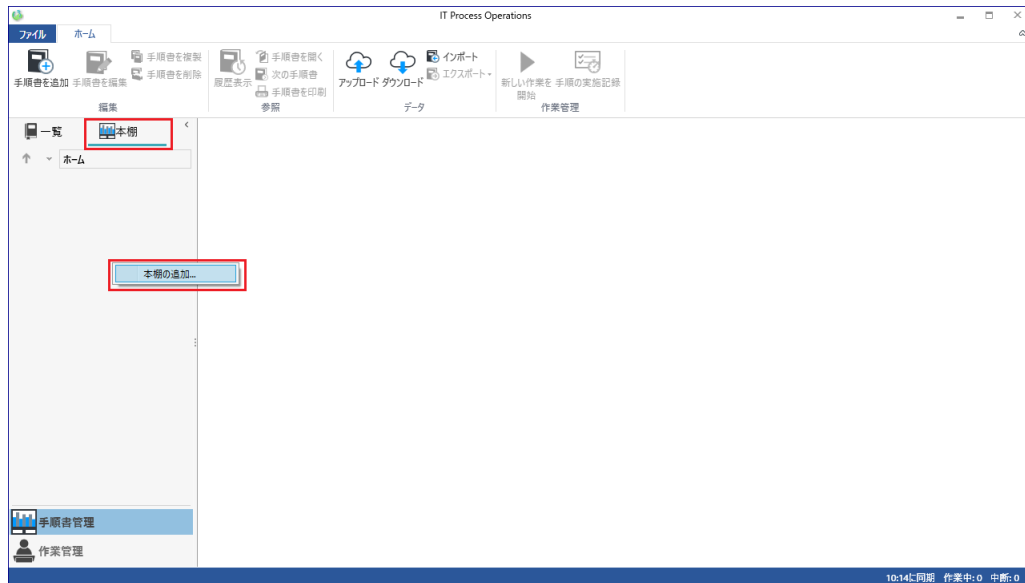 IT Process Operations
ファイル ホーム
手順書を追加 手順書を編集 手順書を複製 手順書を削除
編集
履歴表示 手順書を開く 次の手順書 手順書を印刷
参照
アップロード ダウンロード インポート エクスポート
データ
新しい作業を開始 手順の実施記録
作業管理
一覧 本棚
ホーム
本棚の追加...
手順書管理
作業管理
10:14に同期 作業中: 0 中断: 0